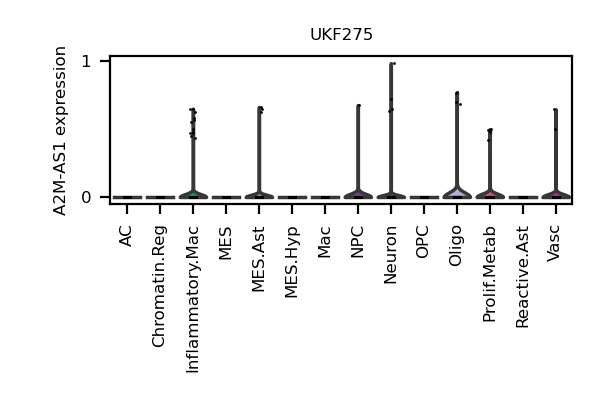 UKF275
A2M-AS1 expression
1
0
AC
Chromatin.Reg
Inflammatory.Mac
MES
MES.Ast
MES.Hyp
Mac
NPC
Neuron
OPC
Oligo
Prolif.Metab
Reactive.Ast
Vasc